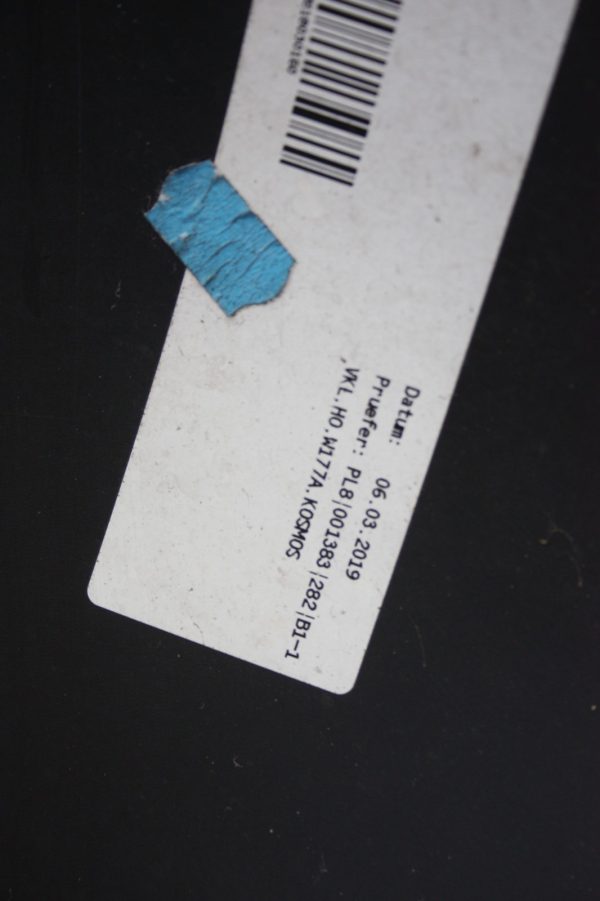 Datum: 06.03.2019
Pruefer: PL8|001383|282|B1-1
,VKL.HO.W177A.KOSMOS